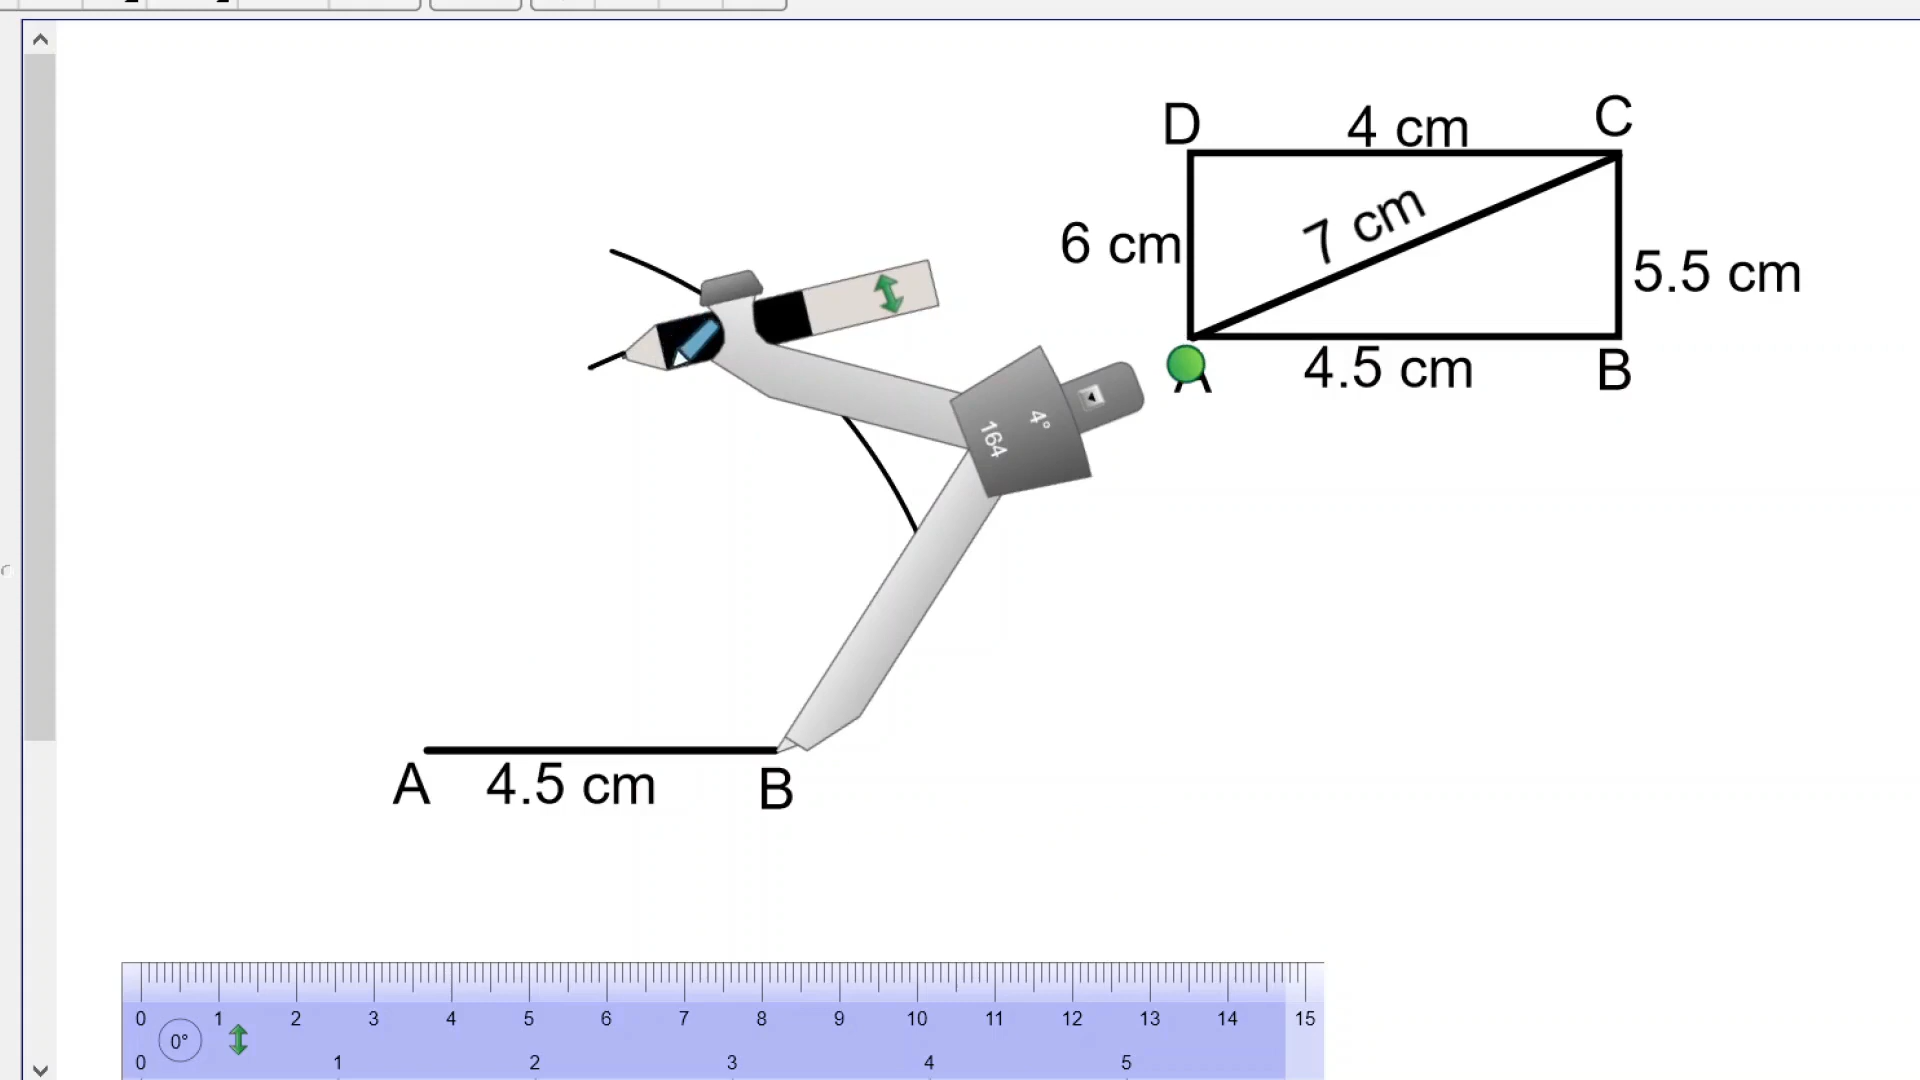 D
4 cm
C
7 cm
6 cm
5.5 cm
A
4.5 cm
B
4°
164
A
4.5 cm
B
0 1 2 3 4 5 6 7 8 9 10 11 12 13 14 15
0°
0 1 2 3 4 5